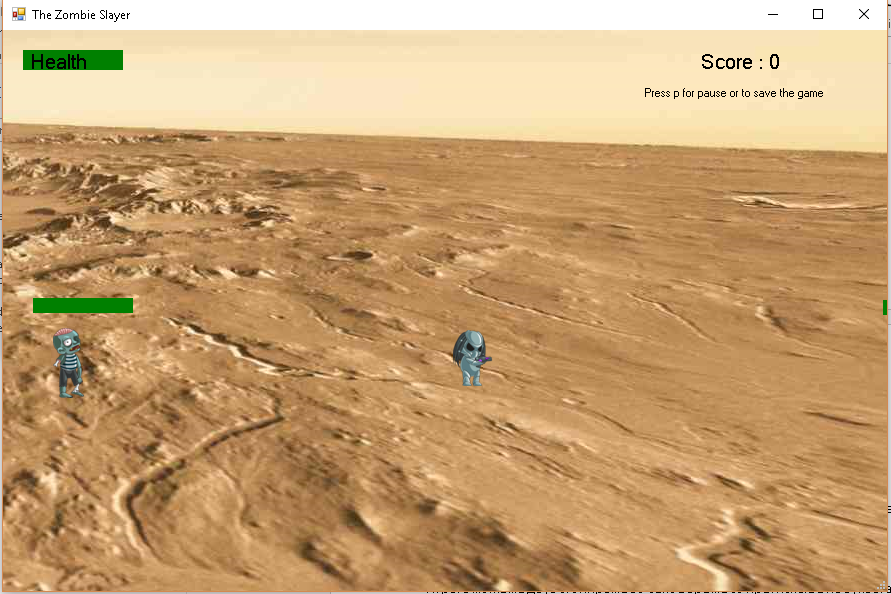 The Zombie Slayer
Health
Score : 0
Press p for pause or to save the game